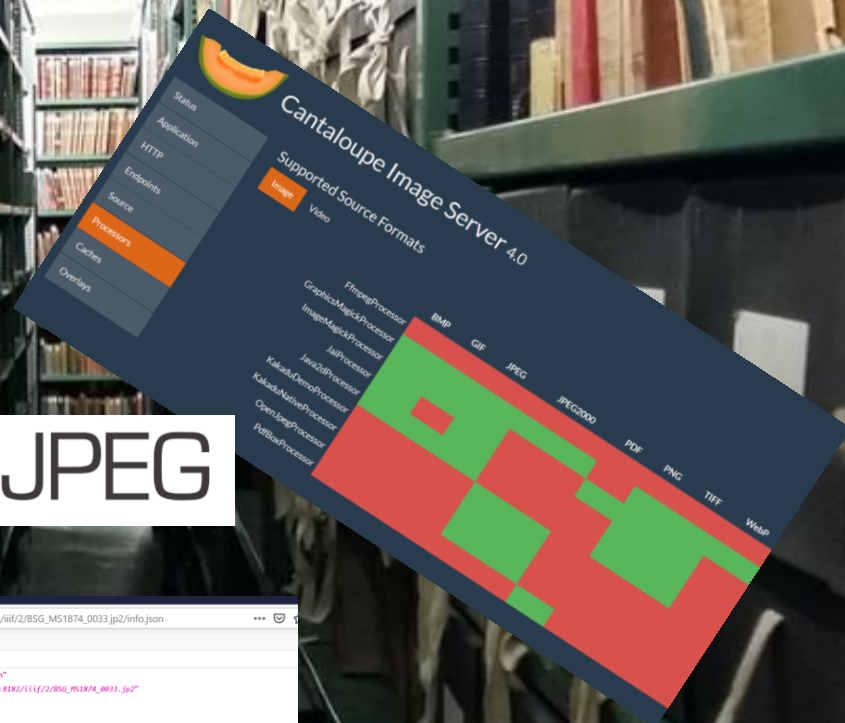 Cantaloupe Image Server 4.0
Status
Application
HTTP
Endpoints
Source
Processors
Caches
Overlays
Supported Source Formats
Image
Video
BMP GIF JPEG JPEG2000 PDF PNG TIFF WebP
FfmpegProcessor
GraphicsMagickProcessor
ImageMagickProcessor
JaiProcessor
Java2dProcessor
KakaduDemoProcessor
KakaduNativeProcessor
OpenJpegProcessor
PdfBoxProcessor
JPEG
/iiif/2/BSG_MS1874_0033.jp2/info.json
:8182/iiif/2/BSG_MS1874_0033.jp2"